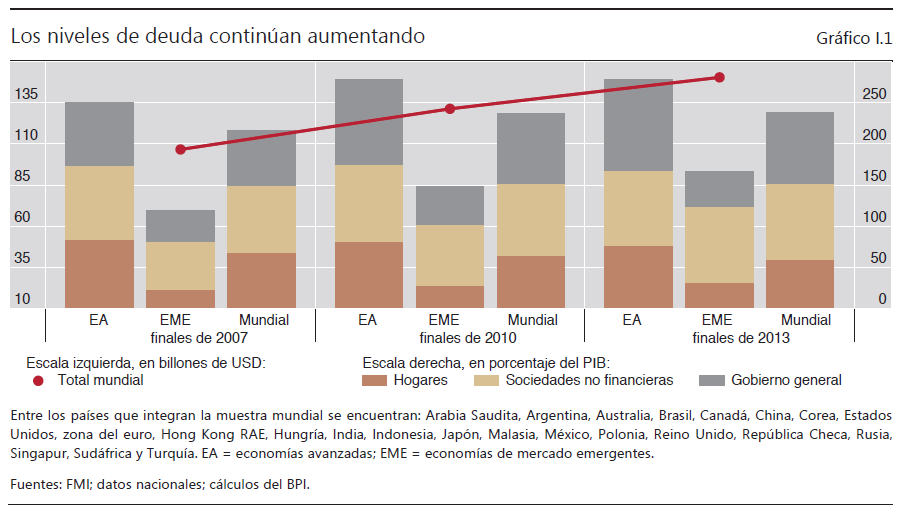 Los niveles de deuda continúan aumentando
Gráfico I.1
135 250
110 200
85 150
60 100
35 50
10 0
EA EME Mundial EA EME Mundial EA EME Mundial
finales de 2007 finales de 2010 finales de 2013
Escala izquierda, en billones de USD: Escala derecha, en porcentaje del PIB:
Total mundial Hogares Sociedades no financieras Gobierno general
Entre los países que integran la muestra mundial se encuentran: Arabia Saudita, Argentina, Australia, Brasil, Canadá, China, Corea, Estados
Unidos, zona del euro, Hong Kong RAE, Hungría, India, Indonesia, Japón, Malasia, México, Polonia, Reino Unido, República Checa, Rusia,
Singapur, Sudáfrica y Turquía. EA = economías avanzadas; EME = economías de mercado emergentes.
Fuentes: FMI; datos nacionales; cálculos del BPI.